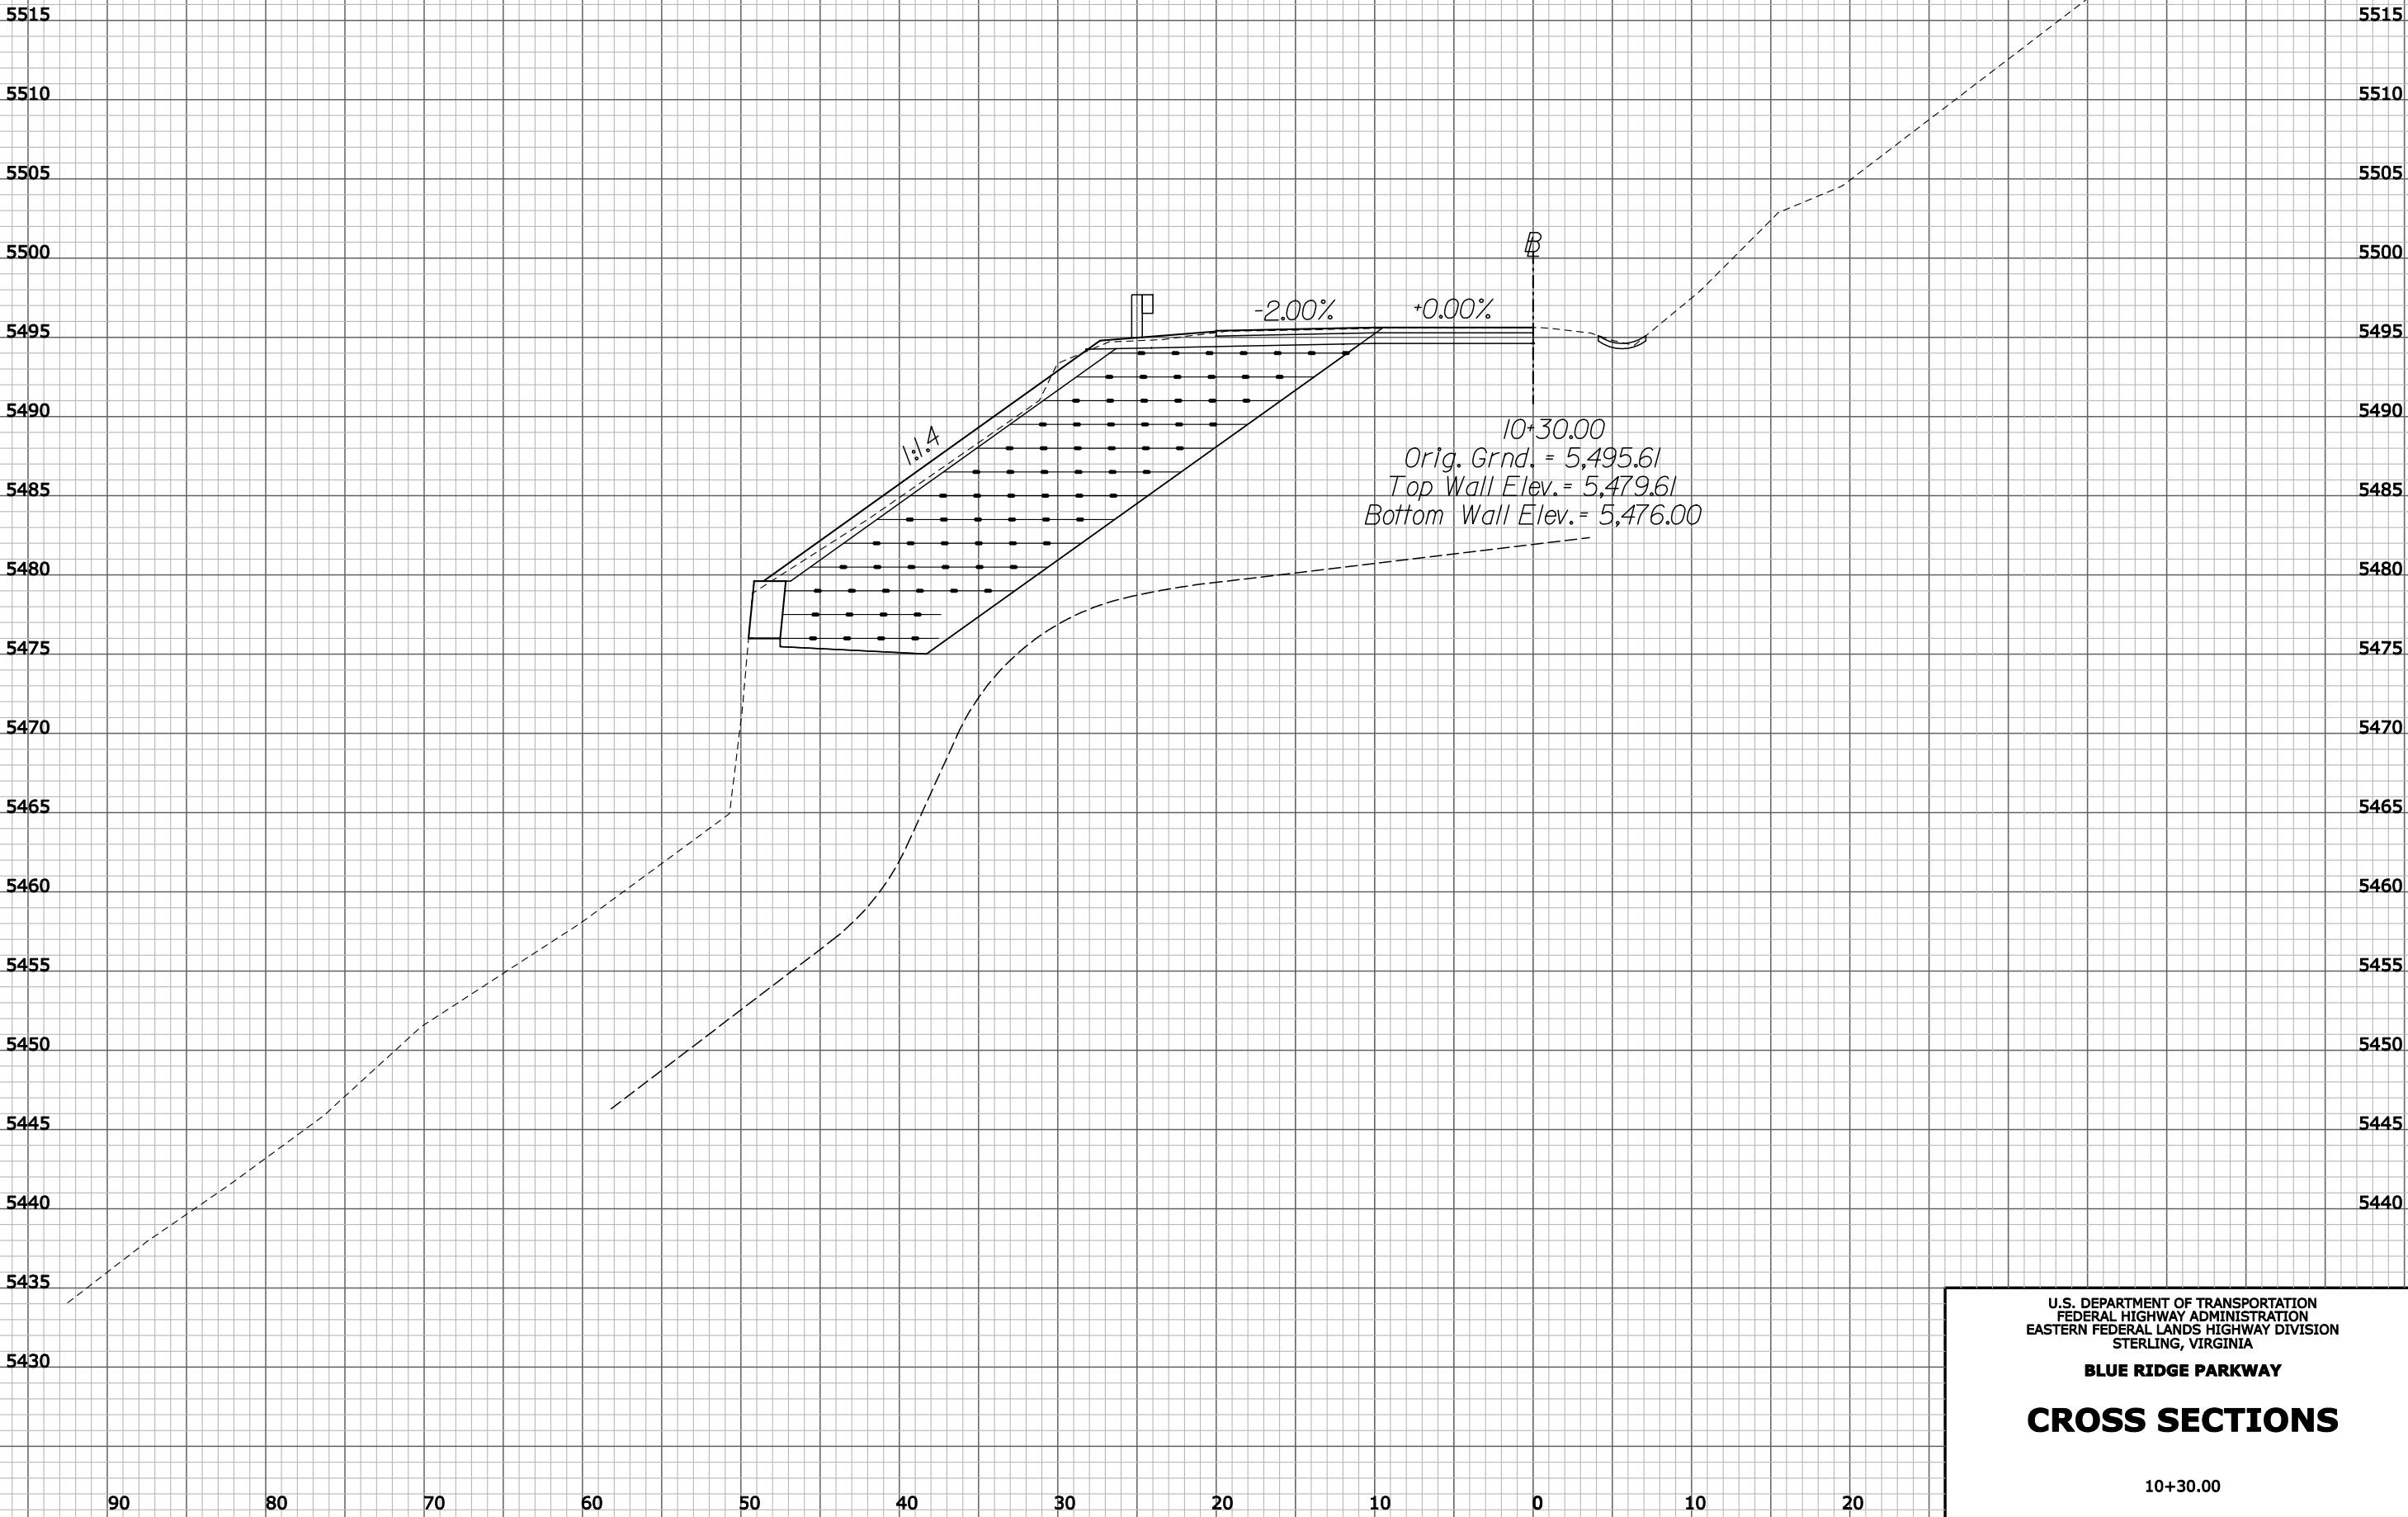 5515 5515
5510 5510
5505 5505
5500 5500
B
-2.00% +0.00%
5495 5495
5490 5490
1:1.4
10+30.00
Orig. Grnd. = 5,495.61
Top Wall Elev.= 5,479.61
5485 5485
Bottom Wall Elev.= 5,476.00
5480 5480
5475 5475
5470 5470
5465 5465
5460 5460
5455 5455
5450 5450
5445 5445
5440 5440
5435 5435
5430
U.S. DEPARTMENT OF TRANSPORTATION
FEDERAL HIGHWAY ADMINISTRATION
EASTERN FEDERAL LANDS HIGHWAY DIVISION
STERLING, VIRGINIA
BLUE RIDGE PARKWAY
CROSS SECTIONS
10+30.00
90 80 70 60 50 40 30 20 10 0 10 20